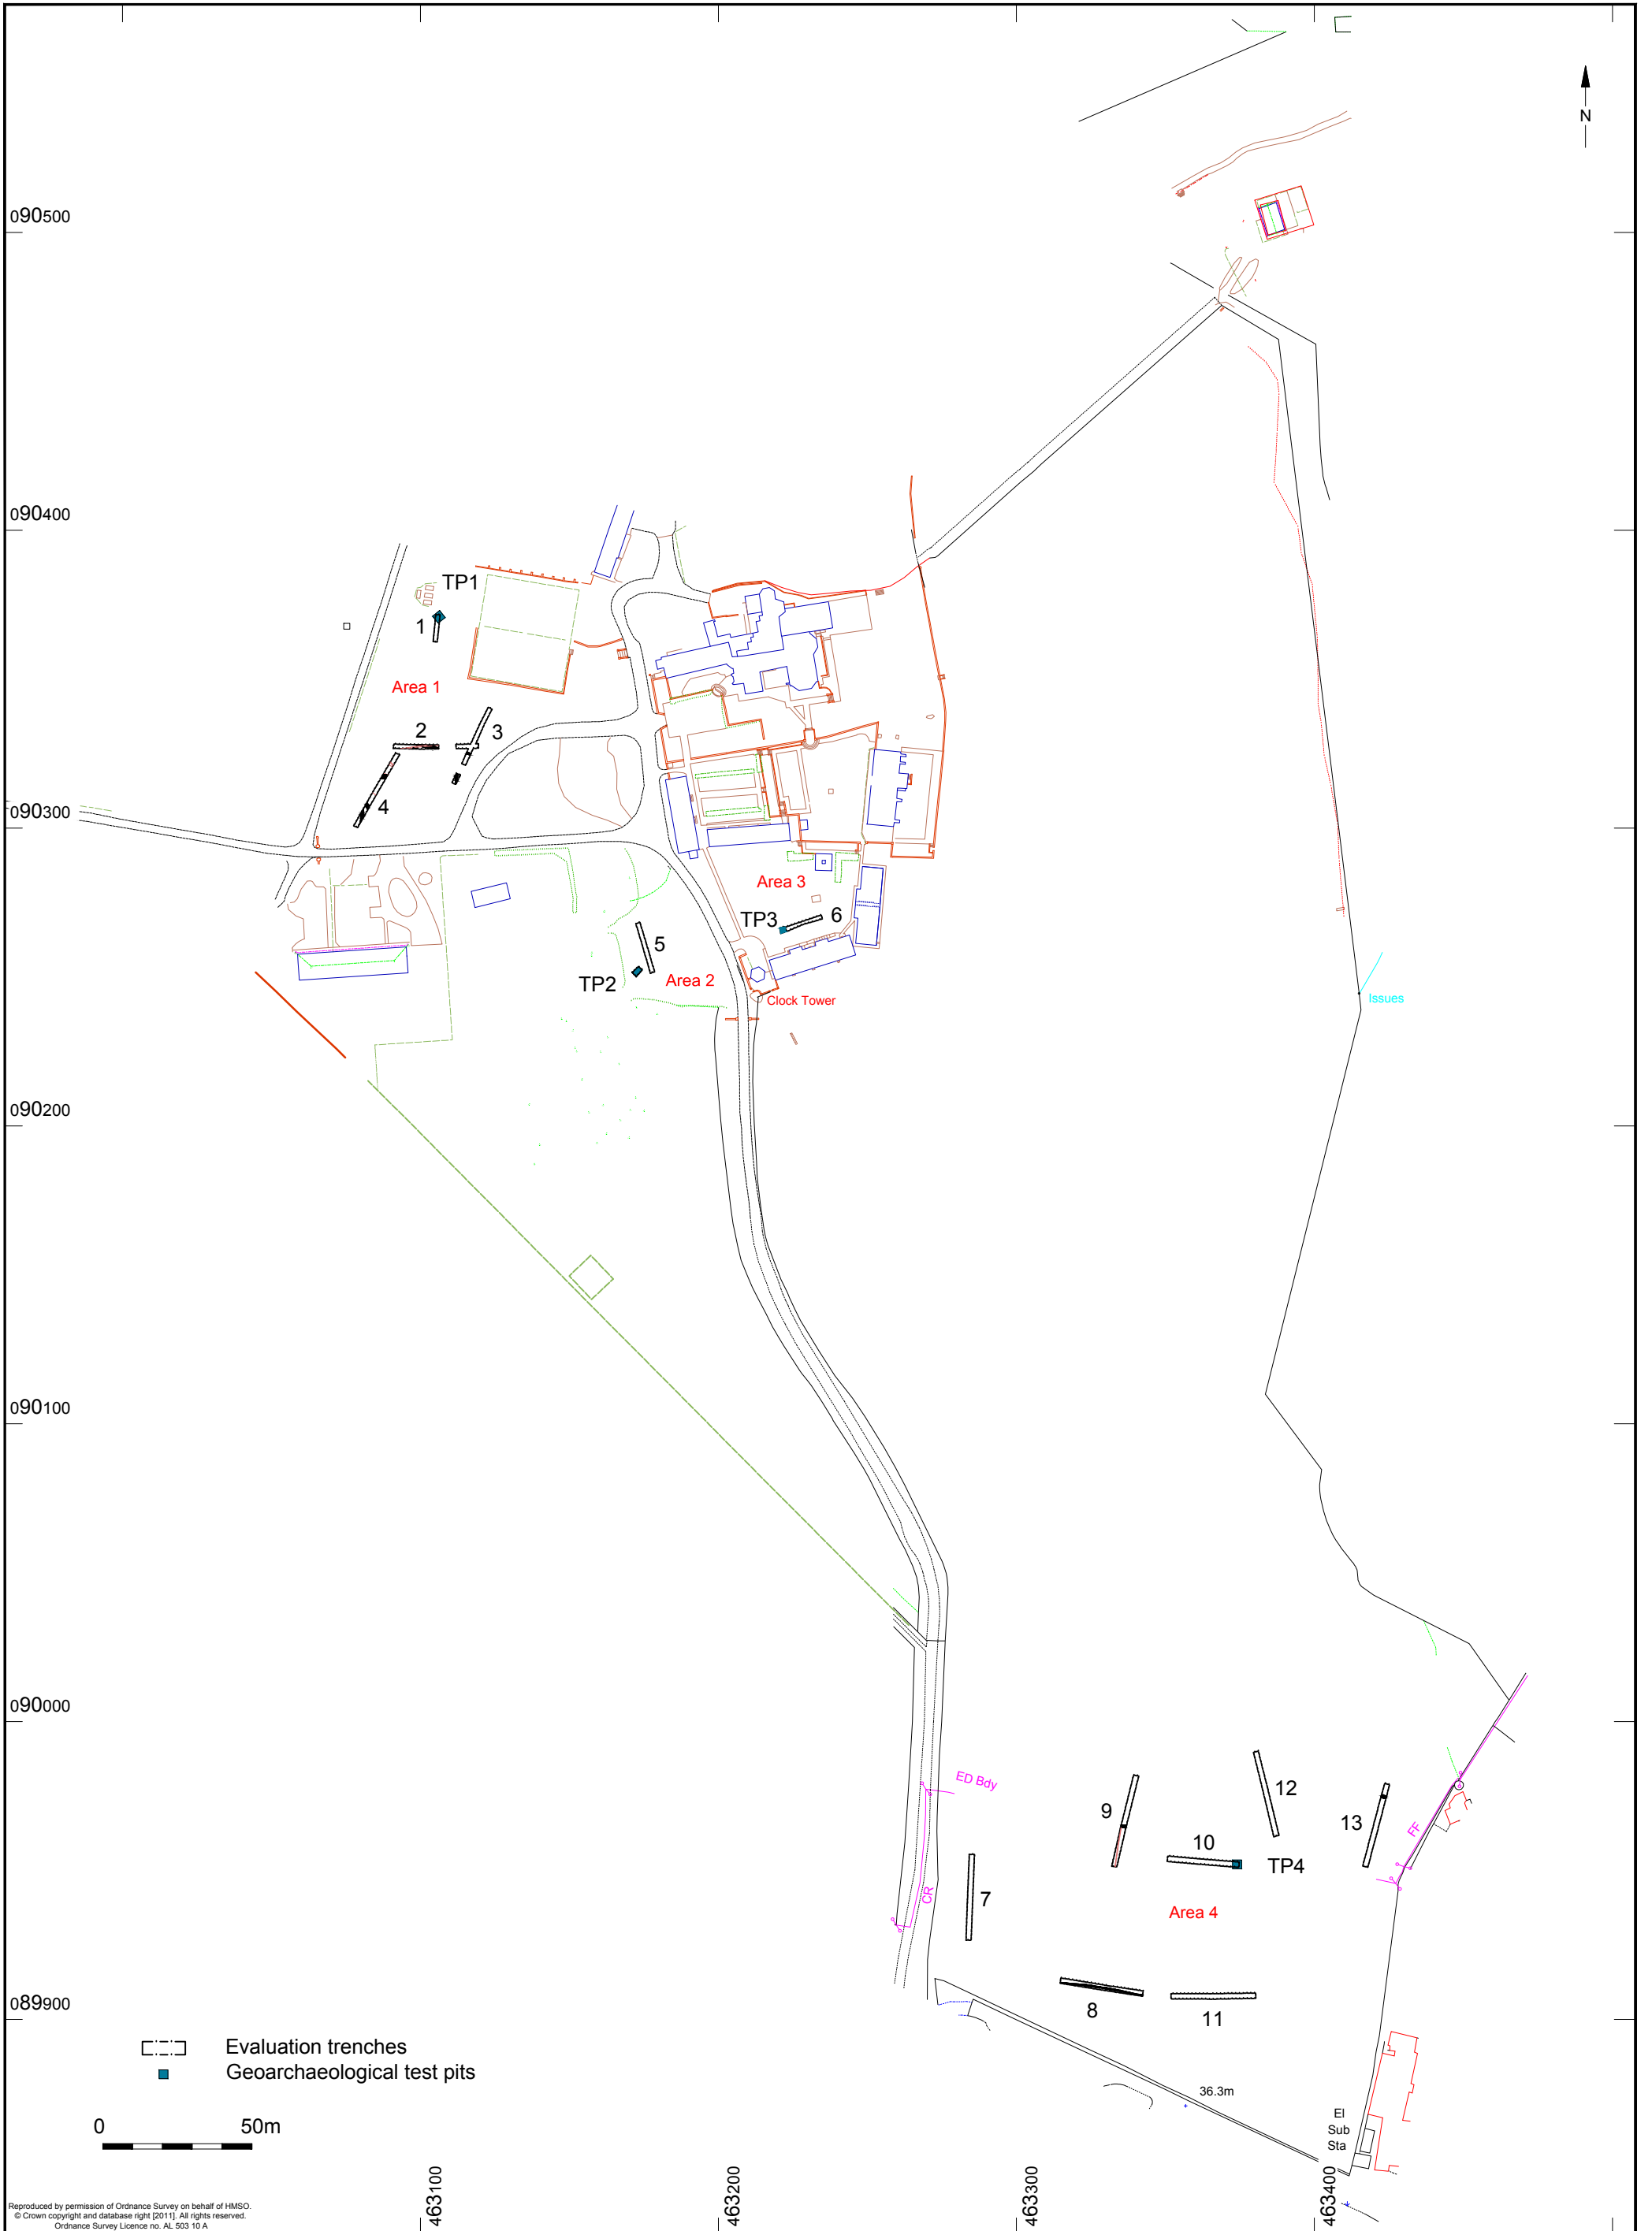 N
090500
090400
TP1
1
Area 1
2
3
4
090300
Area 3
TP3
6
5
TP2
Area 2
Clock Tower
Issues
090200
090100
090000
ED Bdy
12
9
13
FF
10
TP4
7
CR
Area 4
089900
8
11
Evaluation trenches
Geoarchaeological test pits
36.3m
El
Sub
Sta
0 50m
463100
463200
463300
463400
Reproduced by permission of Ordnance Survey on behalf of HMSO.
© Crown copyright and database right [2011]. All rights reserved.
Ordnance Survey Licence no. AL 503 10 A